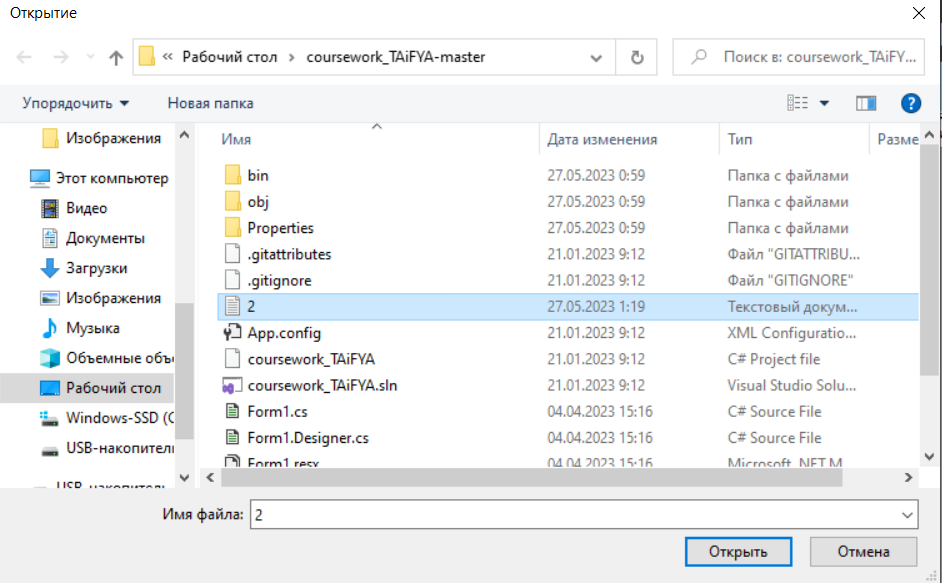 Открытие
« Рабочий стол › coursework_TAiFYA-master
Поиск в: coursework_TAiFY...
Упорядочить
Новая папка
?
Изображения
Этот компьютер
Видео
Документы
Загрузки
Изображения
Музыка
Объемные объ
Рабочий стол
Windows-SSD (C
USB-накопител
USB-накопитель
Имя Дата изменения Тип Разме
bin 27.05.2023 0:59 Папка с файлами
obj 27.05.2023 0:59 Папка с файлами
Properties 27.05.2023 0:59 Папка с файлами
.gitattributes 21.01.2023 9:12 Файл "GITATTRIBU...
.gitignore 21.01.2023 9:12 Файл "GITIGNORE"
2 27.05.2023 1:19 Текстовый докум...
App.config 21.01.2023 9:12 XML Configuratio...
coursework_TAiFYA 21.01.2023 9:12 C# Project file
coursework_TAiFYA.sln 21.01.2023 9:12 Visual Studio Solu...
Form1.cs 04.04.2023 15:16 C# Source File
Form1.Designer.cs 04.04.2023 15:16 C# Source File
Form1.resx 04.04.2023 15:16 Microsoft .NET M
Имя файла: 2
Открыть Отмена